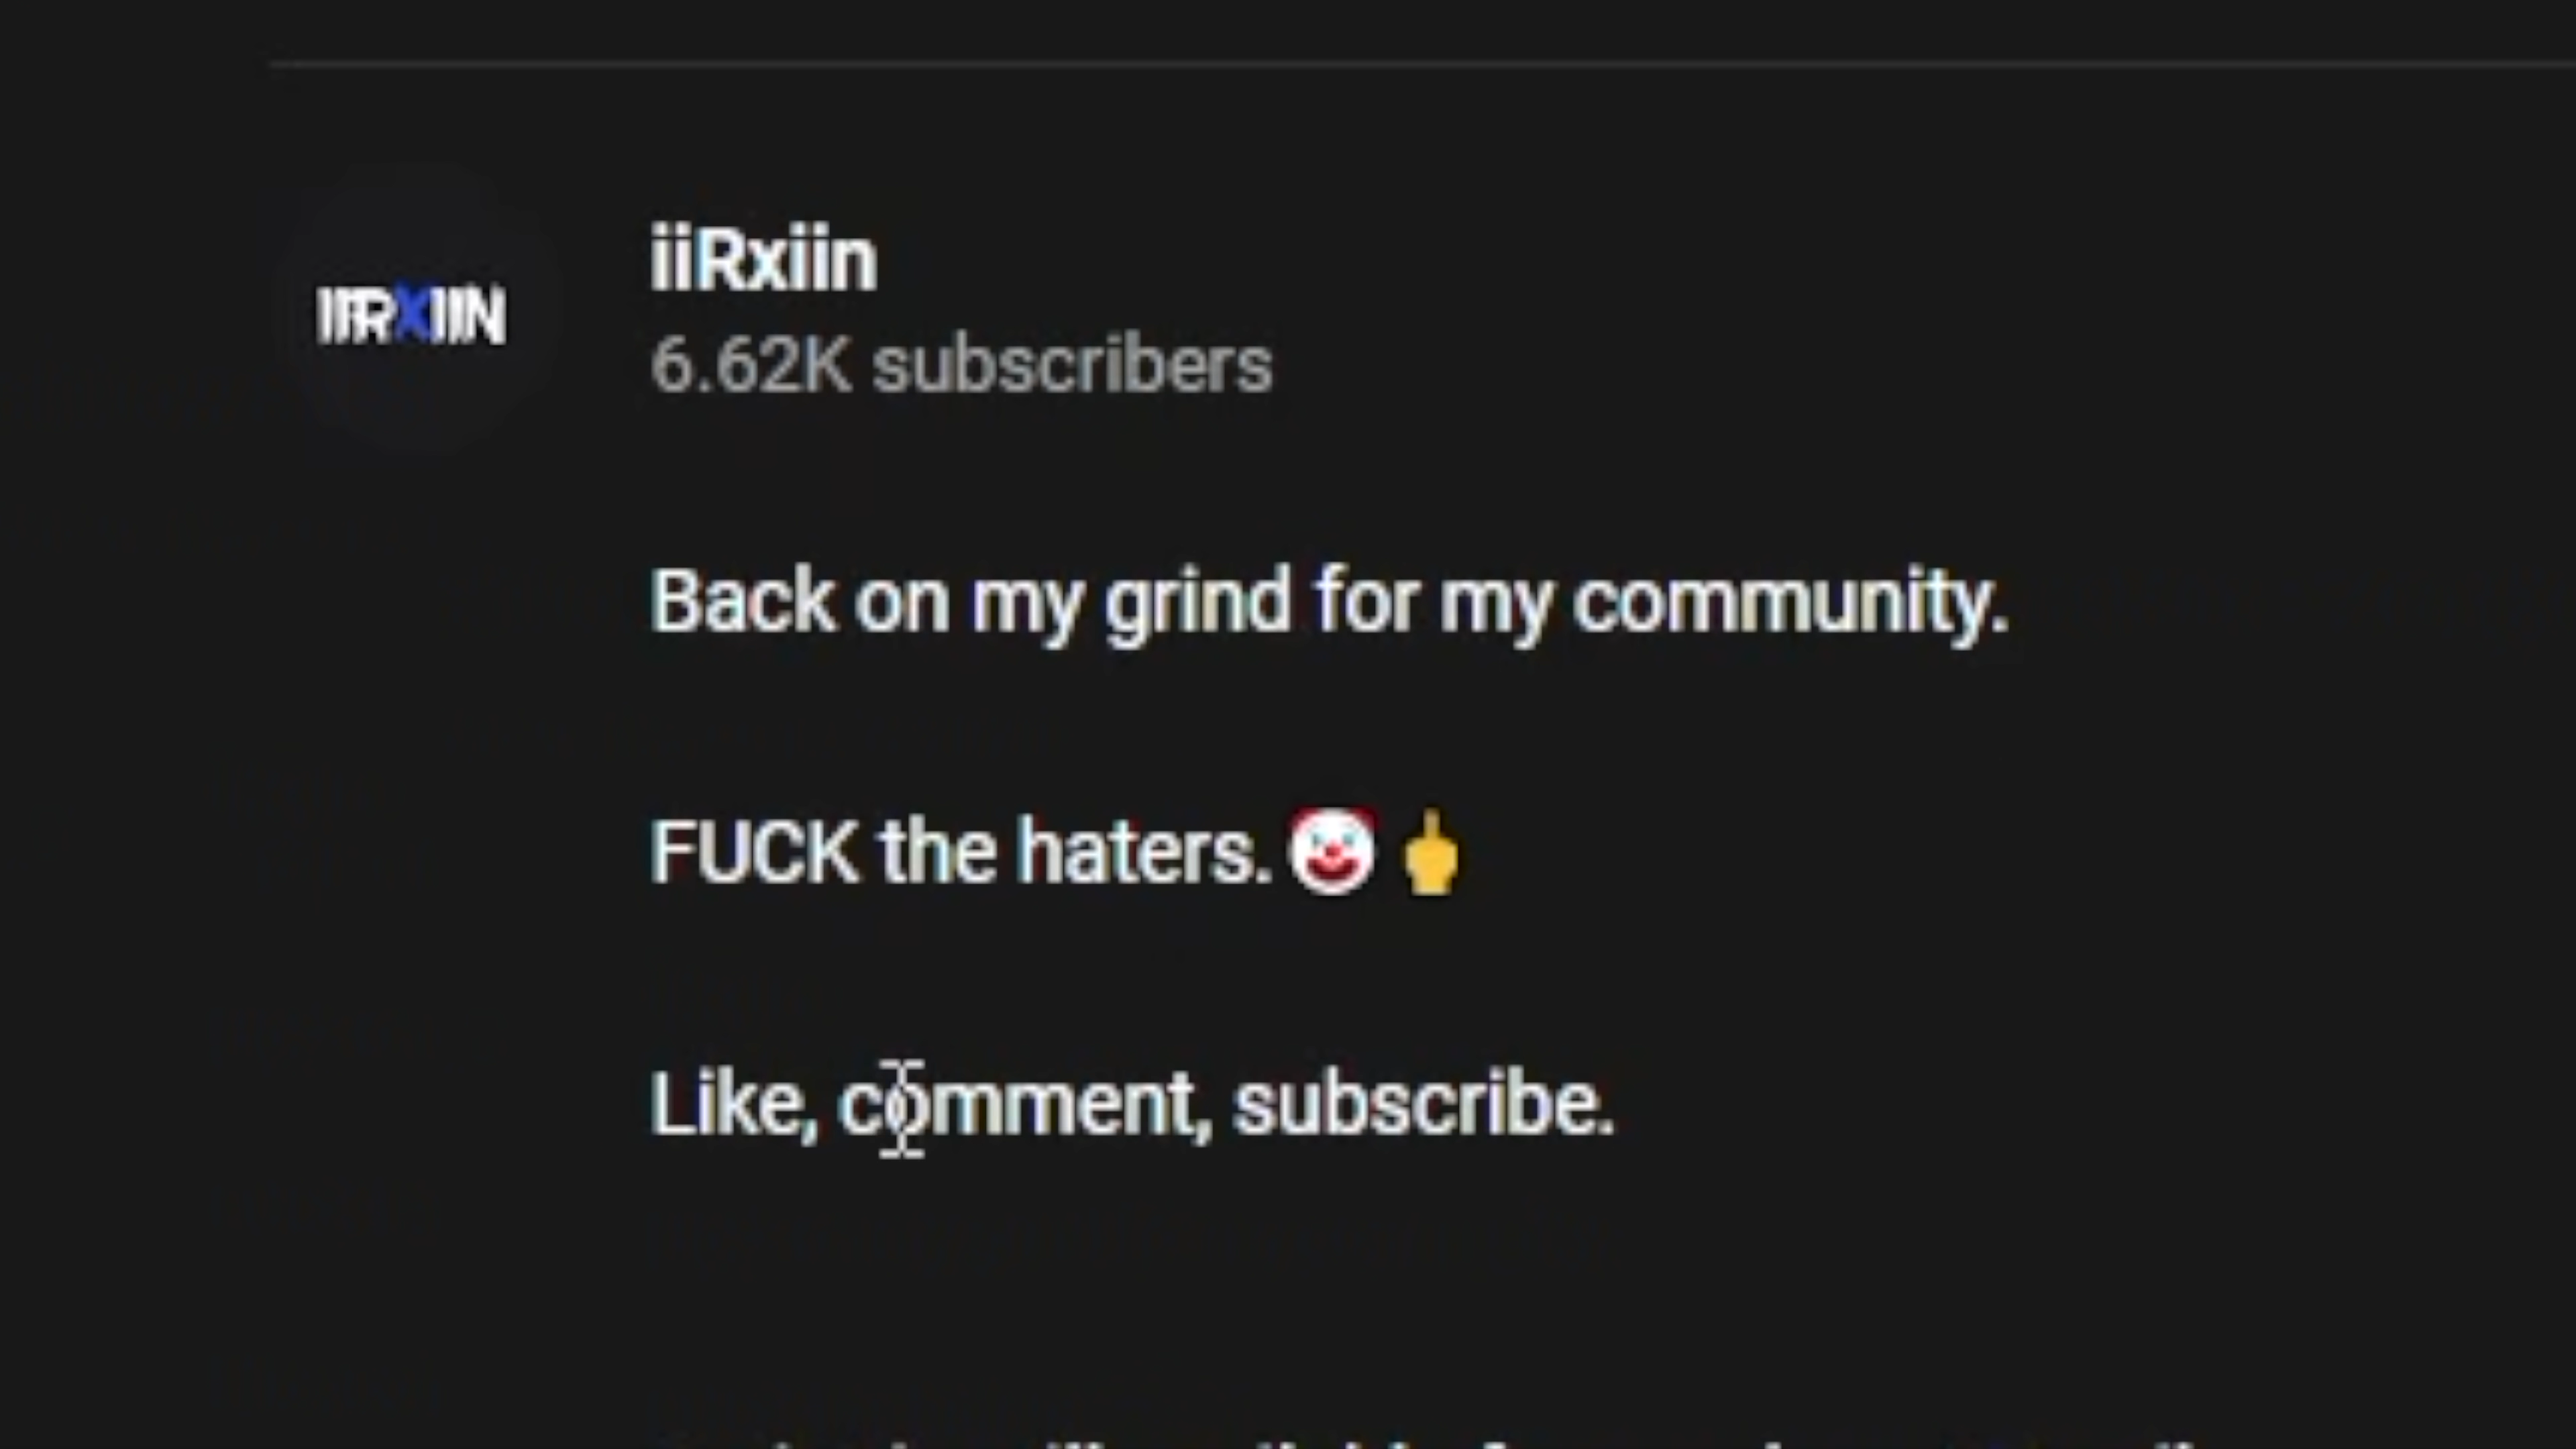 IIRXIIN
iiRxiin
6.62K subscribers
Back on my grind for my community.
FUCK the haters. 🤡🖕
Like, comment, subscribe.